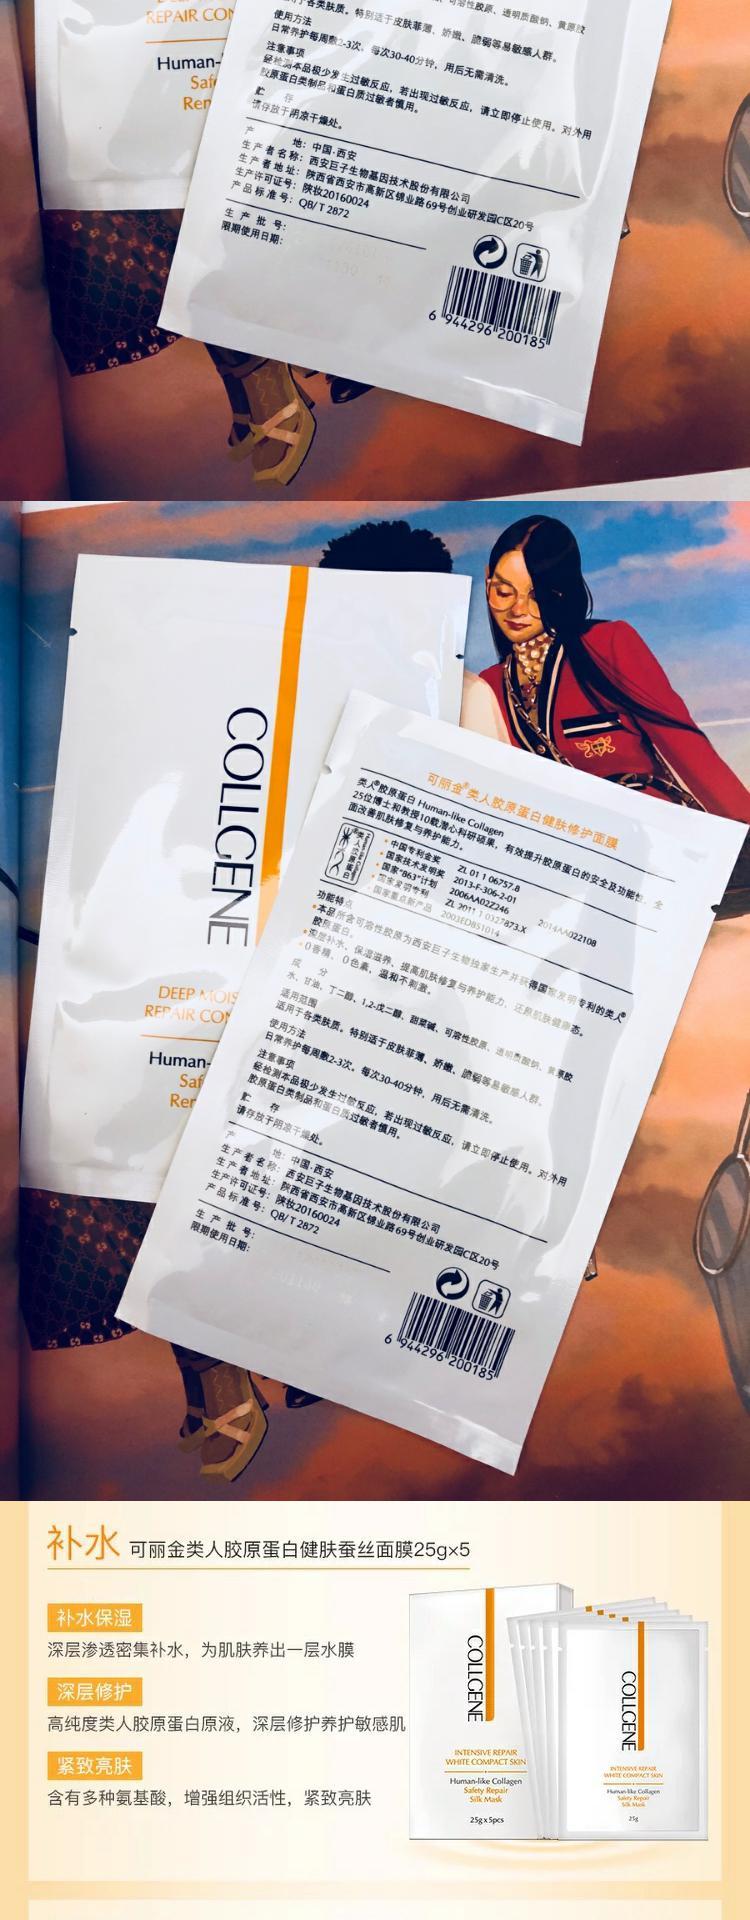 REPAIR CON
Human-
Safe
Rep
可溶性胶原、透明质酸钠、黄原胶
适用于各类肤质。特别适于皮肤菲薄、娇嫩、脆弱等易敏感人群。
使用方法
日常养护每周敷2-3次，每次30-40分钟，用后无需清洗。
注意事项
经检测本品极少发生过敏反应，若出现过敏反应，请立即停止使用。对外用
胶原蛋白类制品和蛋白质过敏者慎用。
贮 存
请存放于阴凉干燥处。
产 地：中国·西安
生产者名称：西安巨子生物基因技术股份有限公司
生产者地址：陕西省西安市高新区锦业路69号创业研发园C区20号
生产许可证号：陕妆20160024
产品标准号：QB/T 2872
生产批号：
限期使用日期：
6 944296 200185
COLLGENE
DEEP MOIS
REPAIR CON
Human-
Saf
Rer
可丽金®类人胶原蛋白健肤修护面膜
类人®胶原蛋白 Human-like Collagen
25位博士和教授10载潜心科研硕果，有效提升胶原蛋白的安全及功能性，全
面改善肌肤修复与养护能力。
类人胶原蛋白
Human-like Collagen
• 中国专利金奖 ZL 01 1 06757.8
• 国家技术发明奖 2013-F-306-2-01
• 国家“863”计划 2006AA02Z246 2014AA022108
• 国家发明专利 ZL 2011 1 0327873.X
• 国家重点新产品 2003ED851014
功能特点
• 本品所含可溶性胶原为西安巨子生物独家生产并获得国家发明专利的类人®
胶原蛋白。
• 深层补水、保湿滋养、提高肌肤修复与养护能力，还原肌肤健康态。
• 0香精，0色素，温和不刺激。
成 分
水、甘油、丁二醇、1,2-戊二醇、甜菜碱、可溶性胶原、透明质酸钠、黄原胶
适用范围
适用于各类肤质。特别适于皮肤菲薄、娇嫩、脆弱等易敏感人群。
使用方法
日常养护每周敷2-3次，每次30-40分钟，用后无需清洗。
注意事项
经检测本品极少发生过敏反应，若出现过敏反应，请立即停止使用。对外用
胶原蛋白类制品和蛋白质过敏者慎用。
贮 存
请存放于阴凉干燥处。
产 地：中国·西安
生产者名称：西安巨子生物基因技术股份有限公司
生产者地址：陕西省西安市高新区锦业路69号创业研发园C区20号
生产许可证号：陕妆20160024
产品标准号：QB/T 2872
生产批号：
限期使用日期：
6 944296 200185
补水 可丽金类人胶原蛋白健肤蚕丝面膜25g×5
补水保湿
深层渗透密集补水，为肌肤养出一层水膜
深层修护
高纯度类人胶原蛋白原液，深层修护养护敏感肌
紧致亮肤
含有多种氨基酸，增强组织活性，紧致亮肤
COLLGENE
INTENSIVE REPAIR
WHITE COMPACT SKIN
Human-like Collagen
Safety Repair
Silk Mask
25g x 5pcs
COLLGENE
INTENSIVE REPAIR
WHITE COMPACT SKIN
Human-like Collagen
Safety Repair
Silk Mask
25g